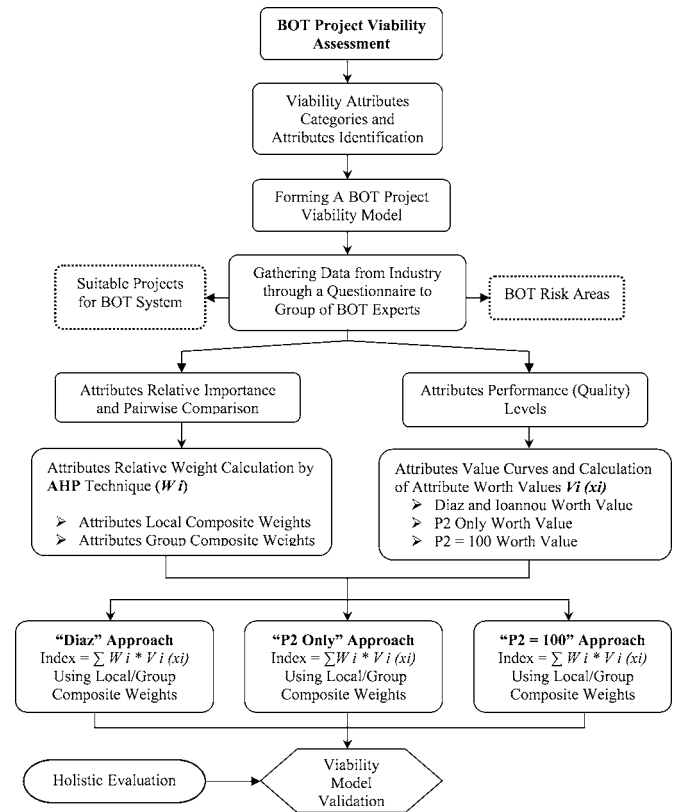 BOT Project Viability
Assessment
Viability Attributes
Categories and
Attributes Identification
Forming A BOT Project
Viability Model
Suitable Projects
for BOT System
Gathering Data from Industry
through a Questionnaire to
Group of BOT Experts
BOT Risk Areas
Attributes Relative Importance
and Pairwise Comparison
Attributes Performance (Quality)
Levels
Attributes Relative Weight Calculation by
AHP Technique (W i)
➢ Attributes Local Composite Weights
➢ Attributes Group Composite Weights
Attributes Value Curves and Calculation
of Attribute Worth Values Vi (xi)
➢ Diaz and Ioannou Worth Value
➢ P2 Only Worth Value
➢ P2 = 100 Worth Value
“Diaz” Approach
Index = ∑ W i * V i (xi)
Using Local/Group
Composite Weights
“P2 Only” Approach
Index = ∑W i * V i (xi)
Using Local/Group
Composite Weights
“P2 = 100” Approach
Index = ∑ W i * V i (xi)
Using Local/Group
Composite Weights
Holistic Evaluation
Viability
Model
Validation